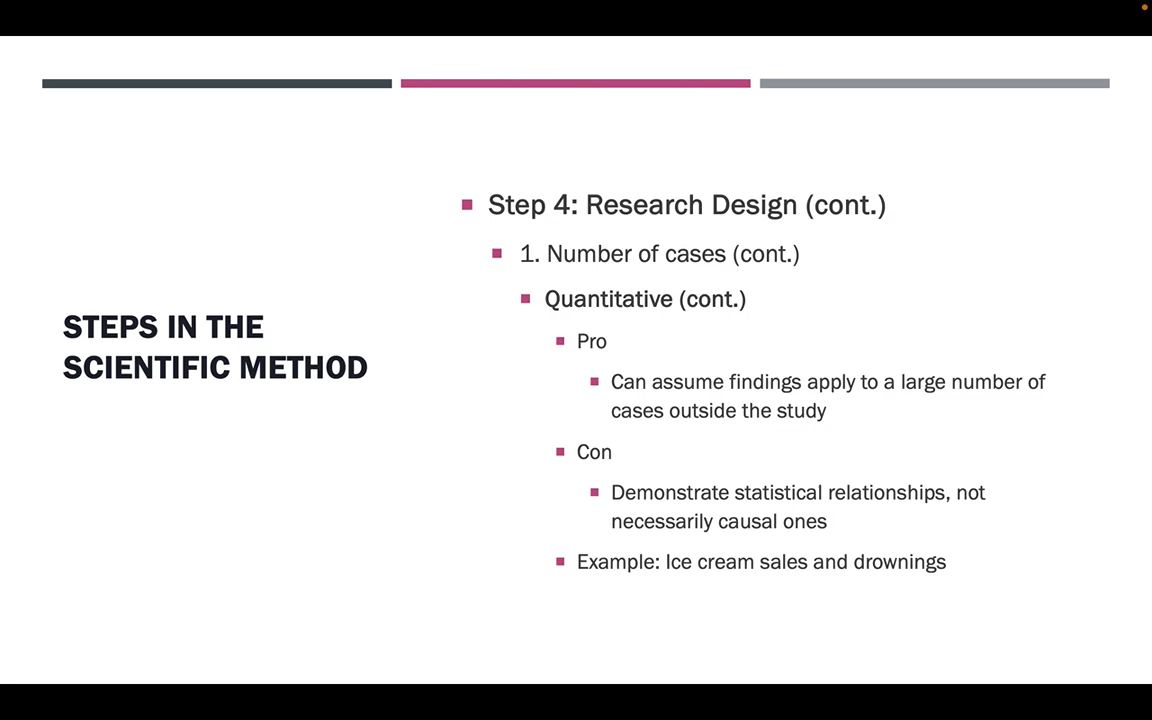 STEPS IN THE
SCIENTIFIC METHOD
Step 4: Research Design (cont.)
1. Number of cases (cont.)
Quantitative (cont.)
Pro
Can assume findings apply to a large number of
cases outside the study
Con
Demonstrate statistical relationships, not
necessarily causal ones
Example: Ice cream sales and drownings